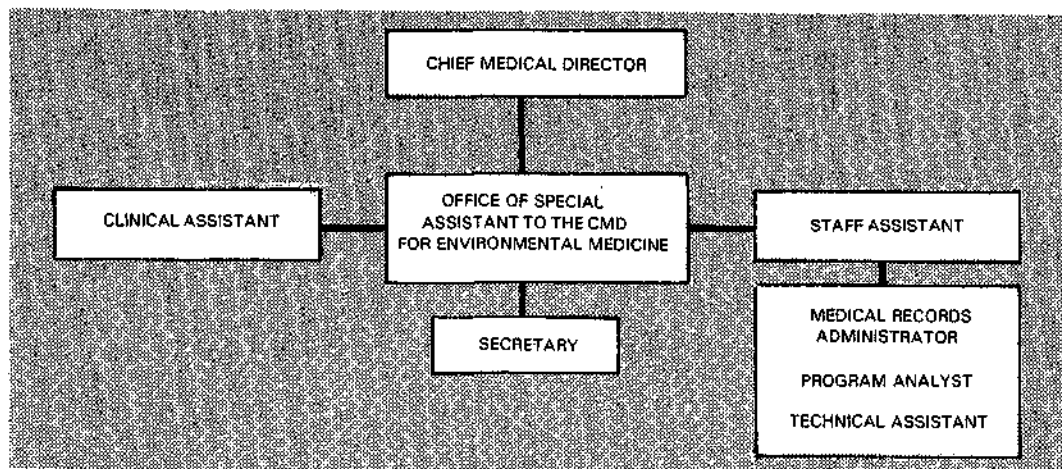 CHIEF MEDICAL DIRECTOR
CLINICAL ASSISTANT
OFFICE OF SPECIAL
ASSISTANT TO THE CMD
FOR ENVIRONMENTAL MEDICINE
STAFF ASSISTANT
SECRETARY
MEDICAL RECORDS
ADMINISTRATOR
PROGRAM ANALYST
TECHNICAL ASSISTANT